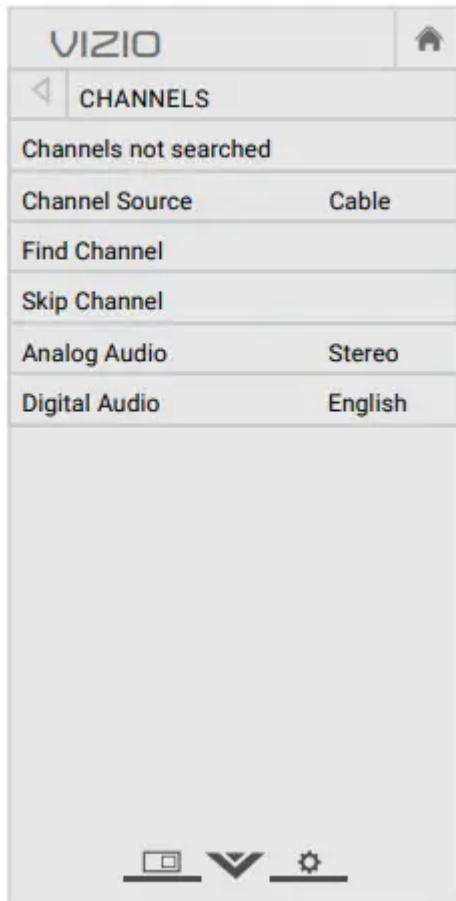 VIZIO
CHANNELS
Channels not searched
Channel Source Cable
Find Channel
Skip Channel
Analog Audio Stereo
Digital Audio English